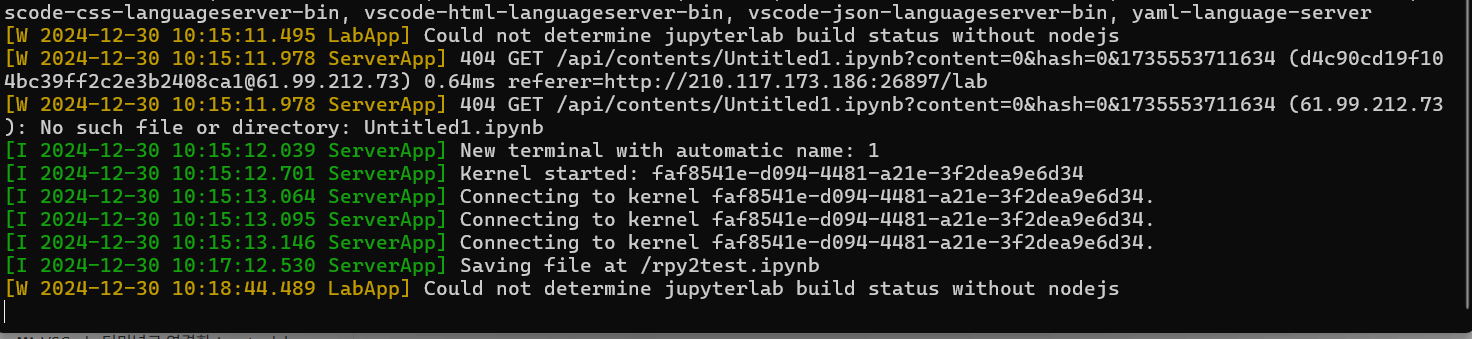 scode-css-languageserver-bin, vscode-html-languageserver-bin, vscode-json-languageserver-bin, yaml-language-server
[W 2024-12-30 10:15:11.495 LabApp] Could not determine jupyterlab build status without nodejs
[W 2024-12-30 10:15:11.978 ServerApp] 404 GET /api/contents/Untitled1.ipynb?content=0&hash=0&1735553711634 (d4c90cd19f10
4bc39ff2c2e3b2408ca1@61.99.212.73) 0.64ms referer=http://210.117.173.186:26897/lab
[W 2024-12-30 10:15:11.978 ServerApp] 404 GET /api/contents/Untitled1.ipynb?content=0&hash=0&1735553711634 (61.99.212.73
): No such file or directory: Untitled1.ipynb
[I 2024-12-30 10:15:12.039 ServerApp] New terminal with automatic name: 1
[I 2024-12-30 10:15:12.701 ServerApp] Kernel started: faf8541e-d094-4481-a21e-3f2dea9e6d34
[I 2024-12-30 10:15:13.064 ServerApp] Connecting to kernel faf8541e-d094-4481-a21e-3f2dea9e6d34.
[I 2024-12-30 10:15:13.095 ServerApp] Connecting to kernel faf8541e-d094-4481-a21e-3f2dea9e6d34.
[I 2024-12-30 10:15:13.146 ServerApp] Connecting to kernel faf8541e-d094-4481-a21e-3f2dea9e6d34.
[I 2024-12-30 10:17:12.530 ServerApp] Saving file at /rpy2test.ipynb
[W 2024-12-30 10:18:44.489 LabApp] Could not determine jupyterlab build status without nodejs